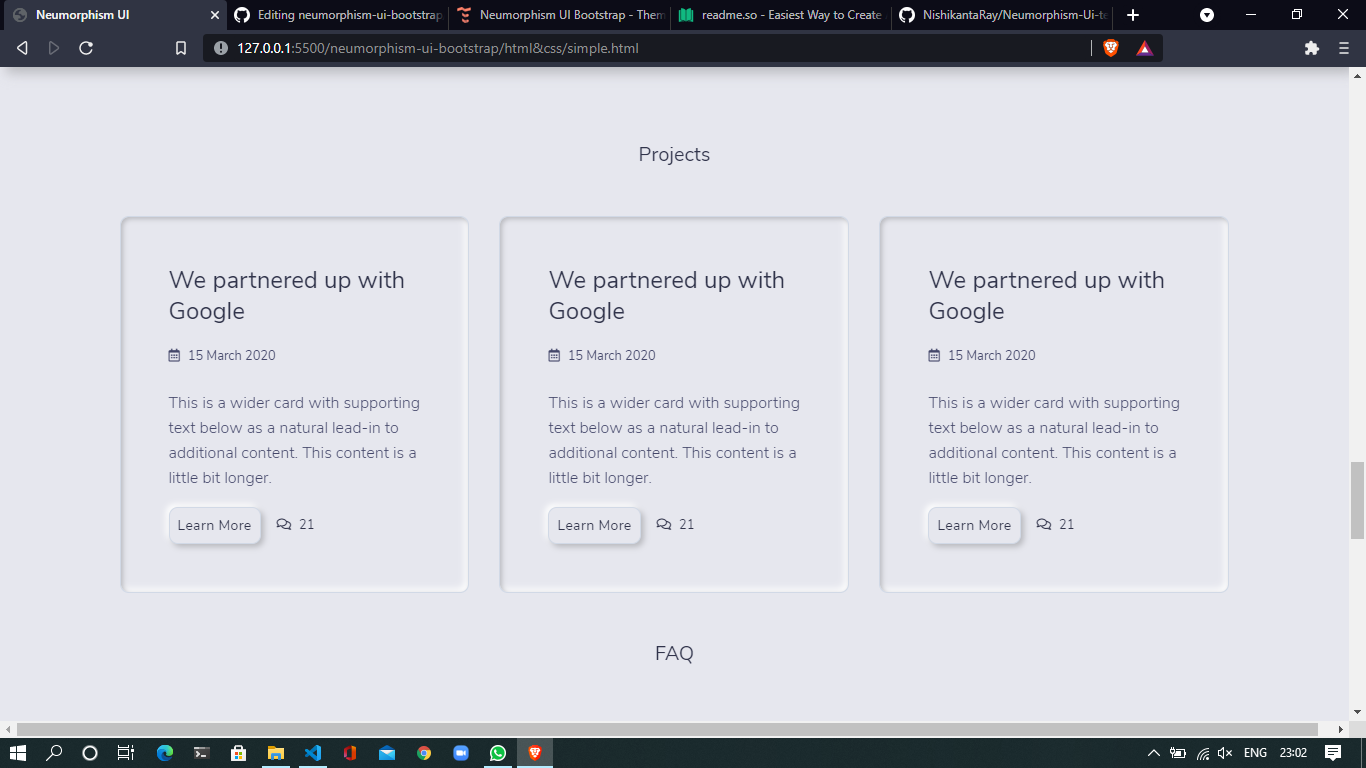 Neumorphism UI
Editing neumorphism-ui-bootstrap
Neumorphism UI Bootstrap - Them
readme.so - Easiest Way to Create
NishikantaRay/Neumorphism-Ui-te
127.0.0.1:5500/neumorphism-ui-bootstrap/html&css/simple.html
Projects
We partnered up with
Google
15 March 2020
This is a wider card with supporting
text below as a natural lead-in to
additional content. This content is a
little bit longer.
Learn More
21
We partnered up with
Google
15 March 2020
This is a wider card with supporting
text below as a natural lead-in to
additional content. This content is a
little bit longer.
Learn More
21
We partnered up with
Google
15 March 2020
This is a wider card with supporting
text below as a natural lead-in to
additional content. This content is a
little bit longer.
Learn More
21
FAQ
ENG
23:02